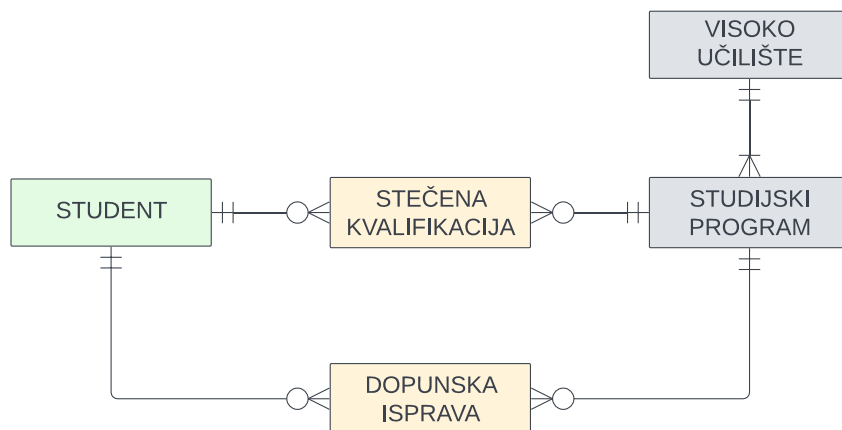 VISOKO
UČILIŠTE
STUDENT
STEČENA
KVALIFIKACIJA
STUDIJSKI
PROGRAM
DOPUNSKA
ISPRAVA